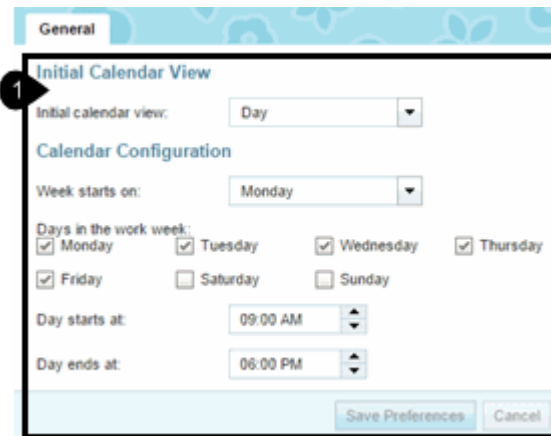 General
1
Initial Calendar View
Initial calendar view: Day
Calendar Configuration
Week starts on: Monday
Days in the work week:
Monday Tuesday Wednesday Thursday
Friday Saturday Sunday
Day starts at: 09:00 AM
Day ends at: 06:00 PM
Save Preferences Cancel